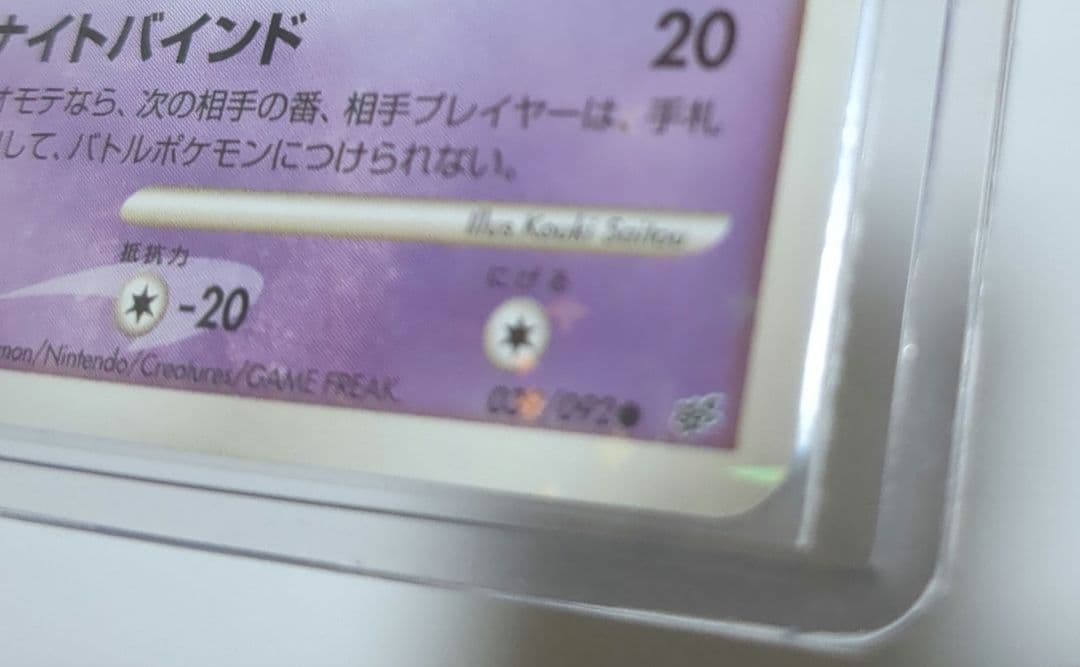 ナイトバインド 20
オモテなら、次の相手の番、相手プレイヤーは、手札
して、バトルポケモンにつけられない。
Illus. Kouki Saitou
抵抗力
-20
にげる
mon/Nintendo/Creatures/GAME FREAK
/092